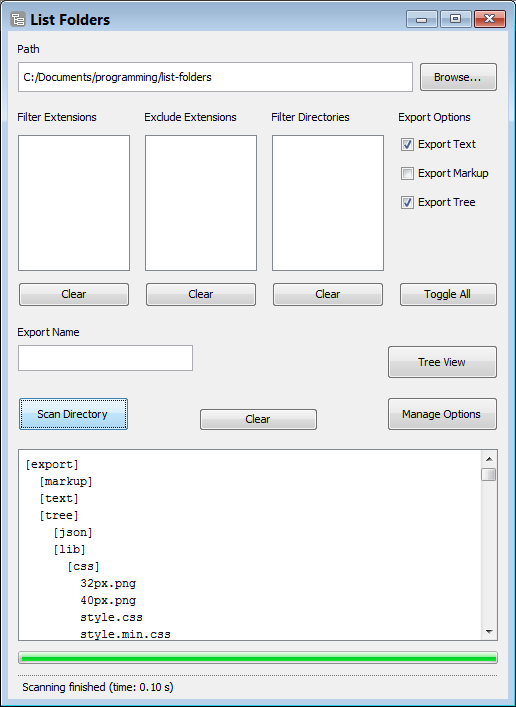 List Folders
Path
C:/Documents/programming/list-folders
Browse...
Filter Extensions
Exclude Extensions
Filter Directories
Export Options
Export Text
Export Markup
Export Tree
Clear
Clear
Clear
Toggle All
Export Name
Tree View
Scan Directory
Clear
Manage Options
[export]
[markup]
[text]
[tree]
[json]
[lib]
[css]
32px.png
40px.png
style.css
style.min.css
Scanning finished (time: 0.10 s)